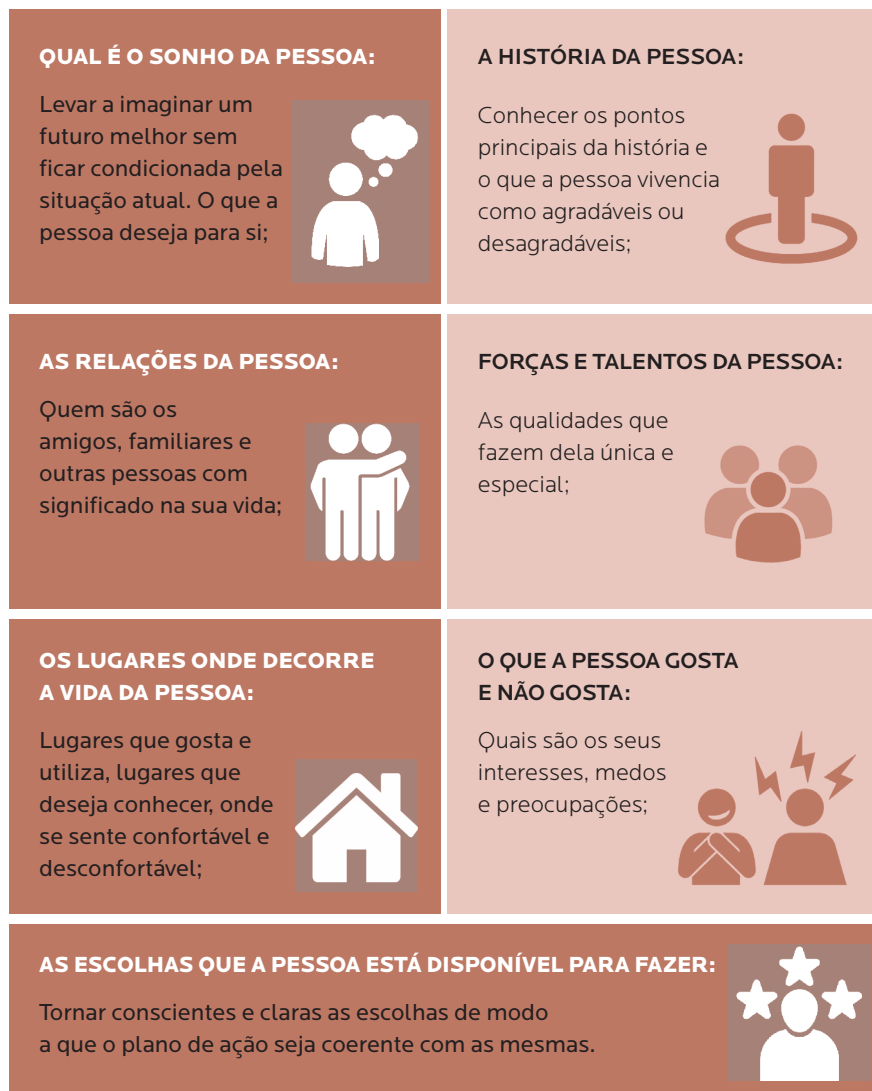 QUAL É O SONHO DA PESSOA:
Levar a imaginar um
futuro melhor sem
ficar condicionada pela
situação atual. O que a
pessoa deseja para si;
A HISTÓRIA DA PESSOA:
Conhecer os pontos
principais da história e
o que a pessoa vivencia
como agradáveis ou
desagradáveis;
AS RELAÇÕES DA PESSOA:
Quem são os
amigos, familiares e
outras pessoas com
significado na sua vida;
FORÇAS E TALENTOS DA PESSOA:
As qualidades que
fazem dela única e
especial;
OS LUGARES ONDE DECORRE
A VIDA DA PESSOA:
Lugares que gosta e
utiliza, lugares que
deseja conhecer, onde
se sente confortável e
desconfortável;
O QUE A PESSOA GOSTA
E NÃO GOSTA:
Quais são os seus
interesses, medos
e preocupações;
AS ESCOLHAS QUE A PESSOA ESTÁ DISPONÍVEL PARA FAZER:
Tornar conscientes e claras as escolhas de modo
a que o plano de ação seja coerente com as mesmas.